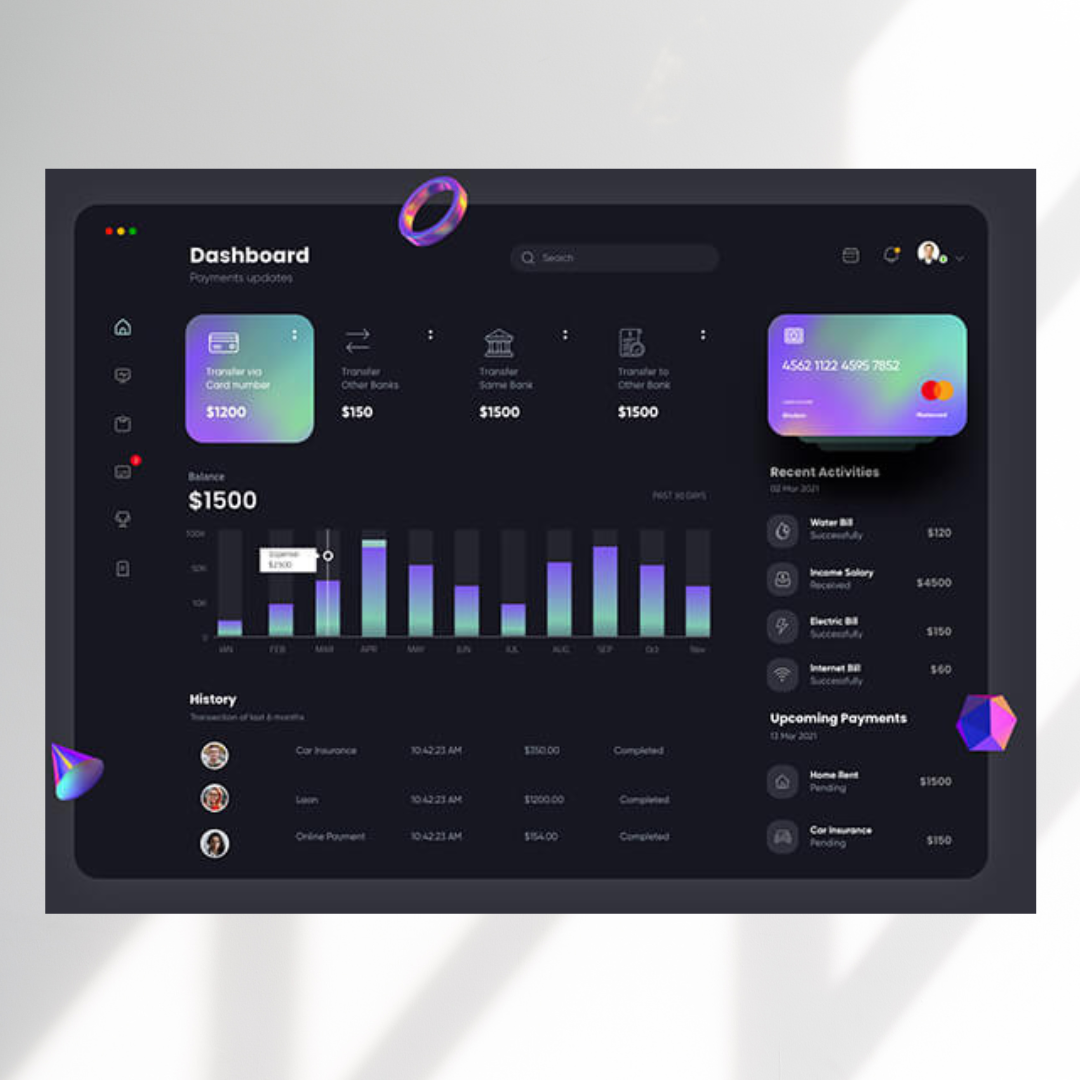 Dashboard
Payments updates
Search
Transfer via
Card number
$1200
Transfer
Other Banks
$150
Transfer
Same Bank
$1500
Transfer to
Other Bank
$1500
4562 1122 4595 7852
Mastercard
Balance
$1500
PAST 30 DAYS
Expense
$2500
50K
10K
0
JAN
FEB
MAR
APR
MAY
JUN
JUL
AUG
SEP
Oct
Nov
History
Transection of last 6 months
Car Insurance 10:42:23 AM $350.00 Completed
Loan 10:42:23 AM $1200.00 Completed
Online Payment 10:42:23 AM $154.00 Completed
Recent Activities
02 Mar 2021
Water Bill
Successfully
$120
Income Salary
Received
$4500
Electric Bill
Successfully
$150
Internet Bill
Successfully
$60
Upcoming Payments
13 Mar 2021
Home Rent
Pending
$1500
Car Insurance
Pending
$150